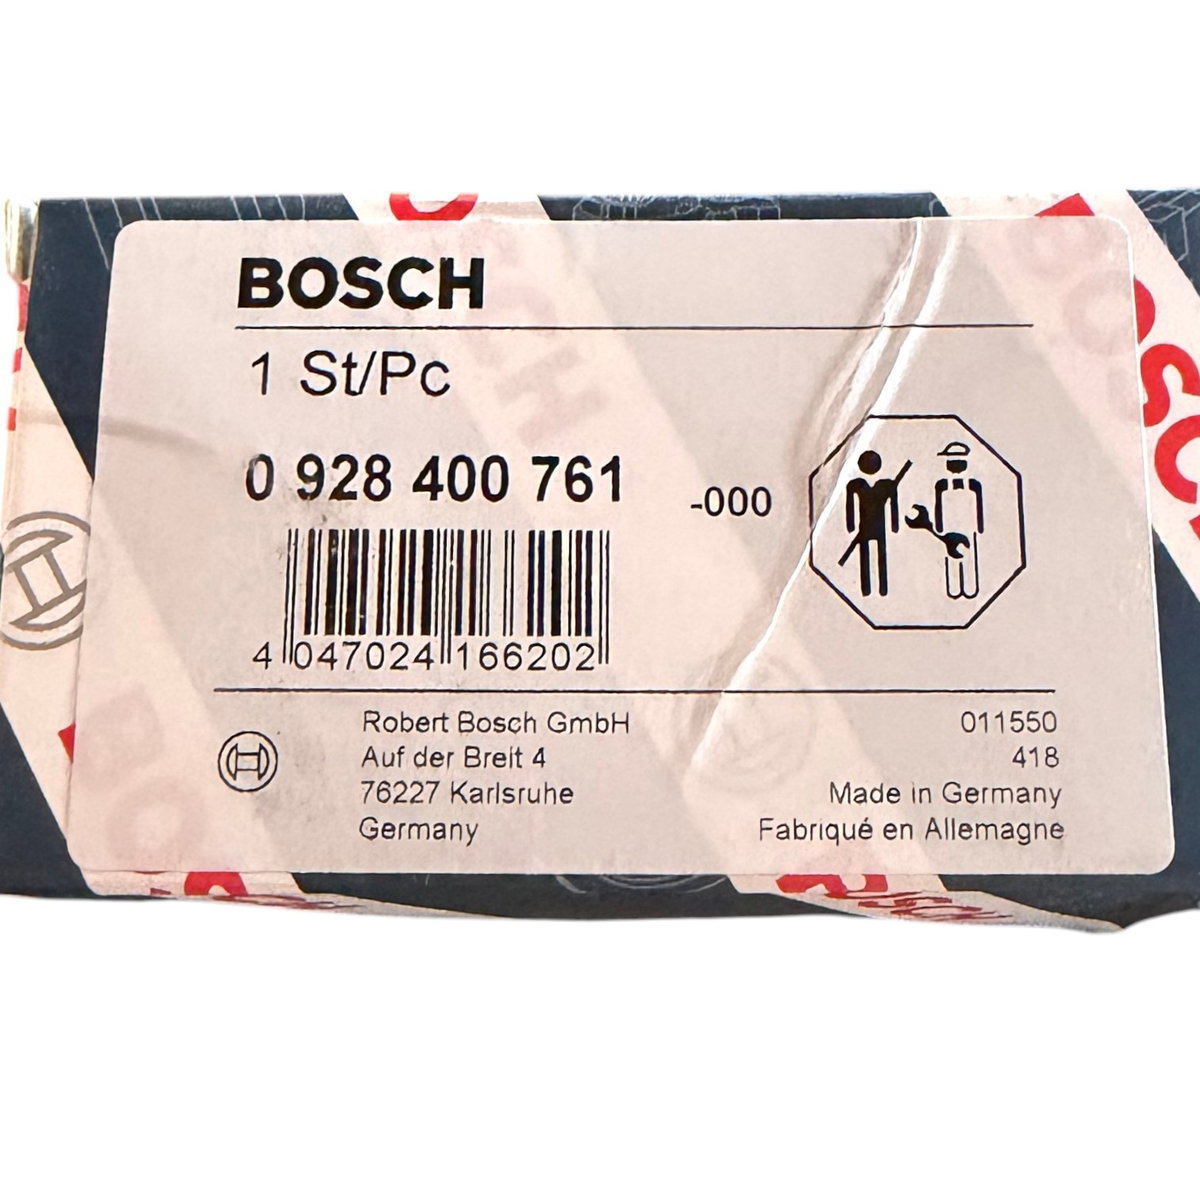 BOSCH
1 St/Pc
0 928 400 761
-000
4 047024 166202
Robert Bosch GmbH
Auf der Breit 4
76227 Karlsruhe
Germany
011550
418
Made in Germany
Fabriqué en Allemagne